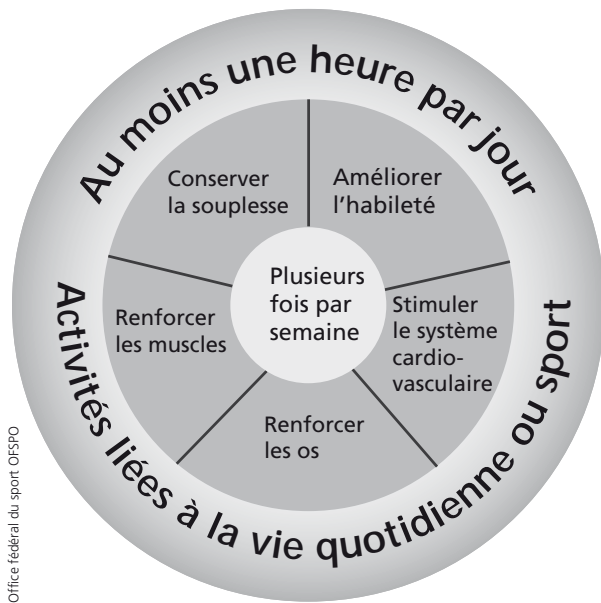 Au moins une heure par jour
Conserver
la souplesse
Améliorer
l'habileté
Plusieurs
fois par
semaine
Renforcer
les muscles
Stimuler
le système
cardio-
vasculaire
Renforcer
les os
Activités liées à la vie quotidienne ou sport
Office fédéral du sport OFSPO